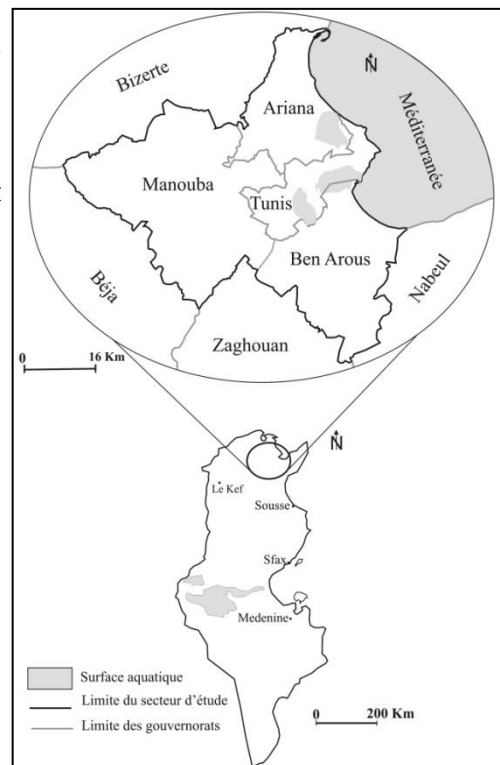 Bizerte
N
Ariana
Méditerranée
Manouba
Tunis
Ben Arous
Béja
Nabeul
Zaghouan
0 16 Km
N
Le Kef
Sousse
Sfax
Medenine
Surface aquatique
Limite du secteur d'étude
Limite des gouvernorats
0 200 Km